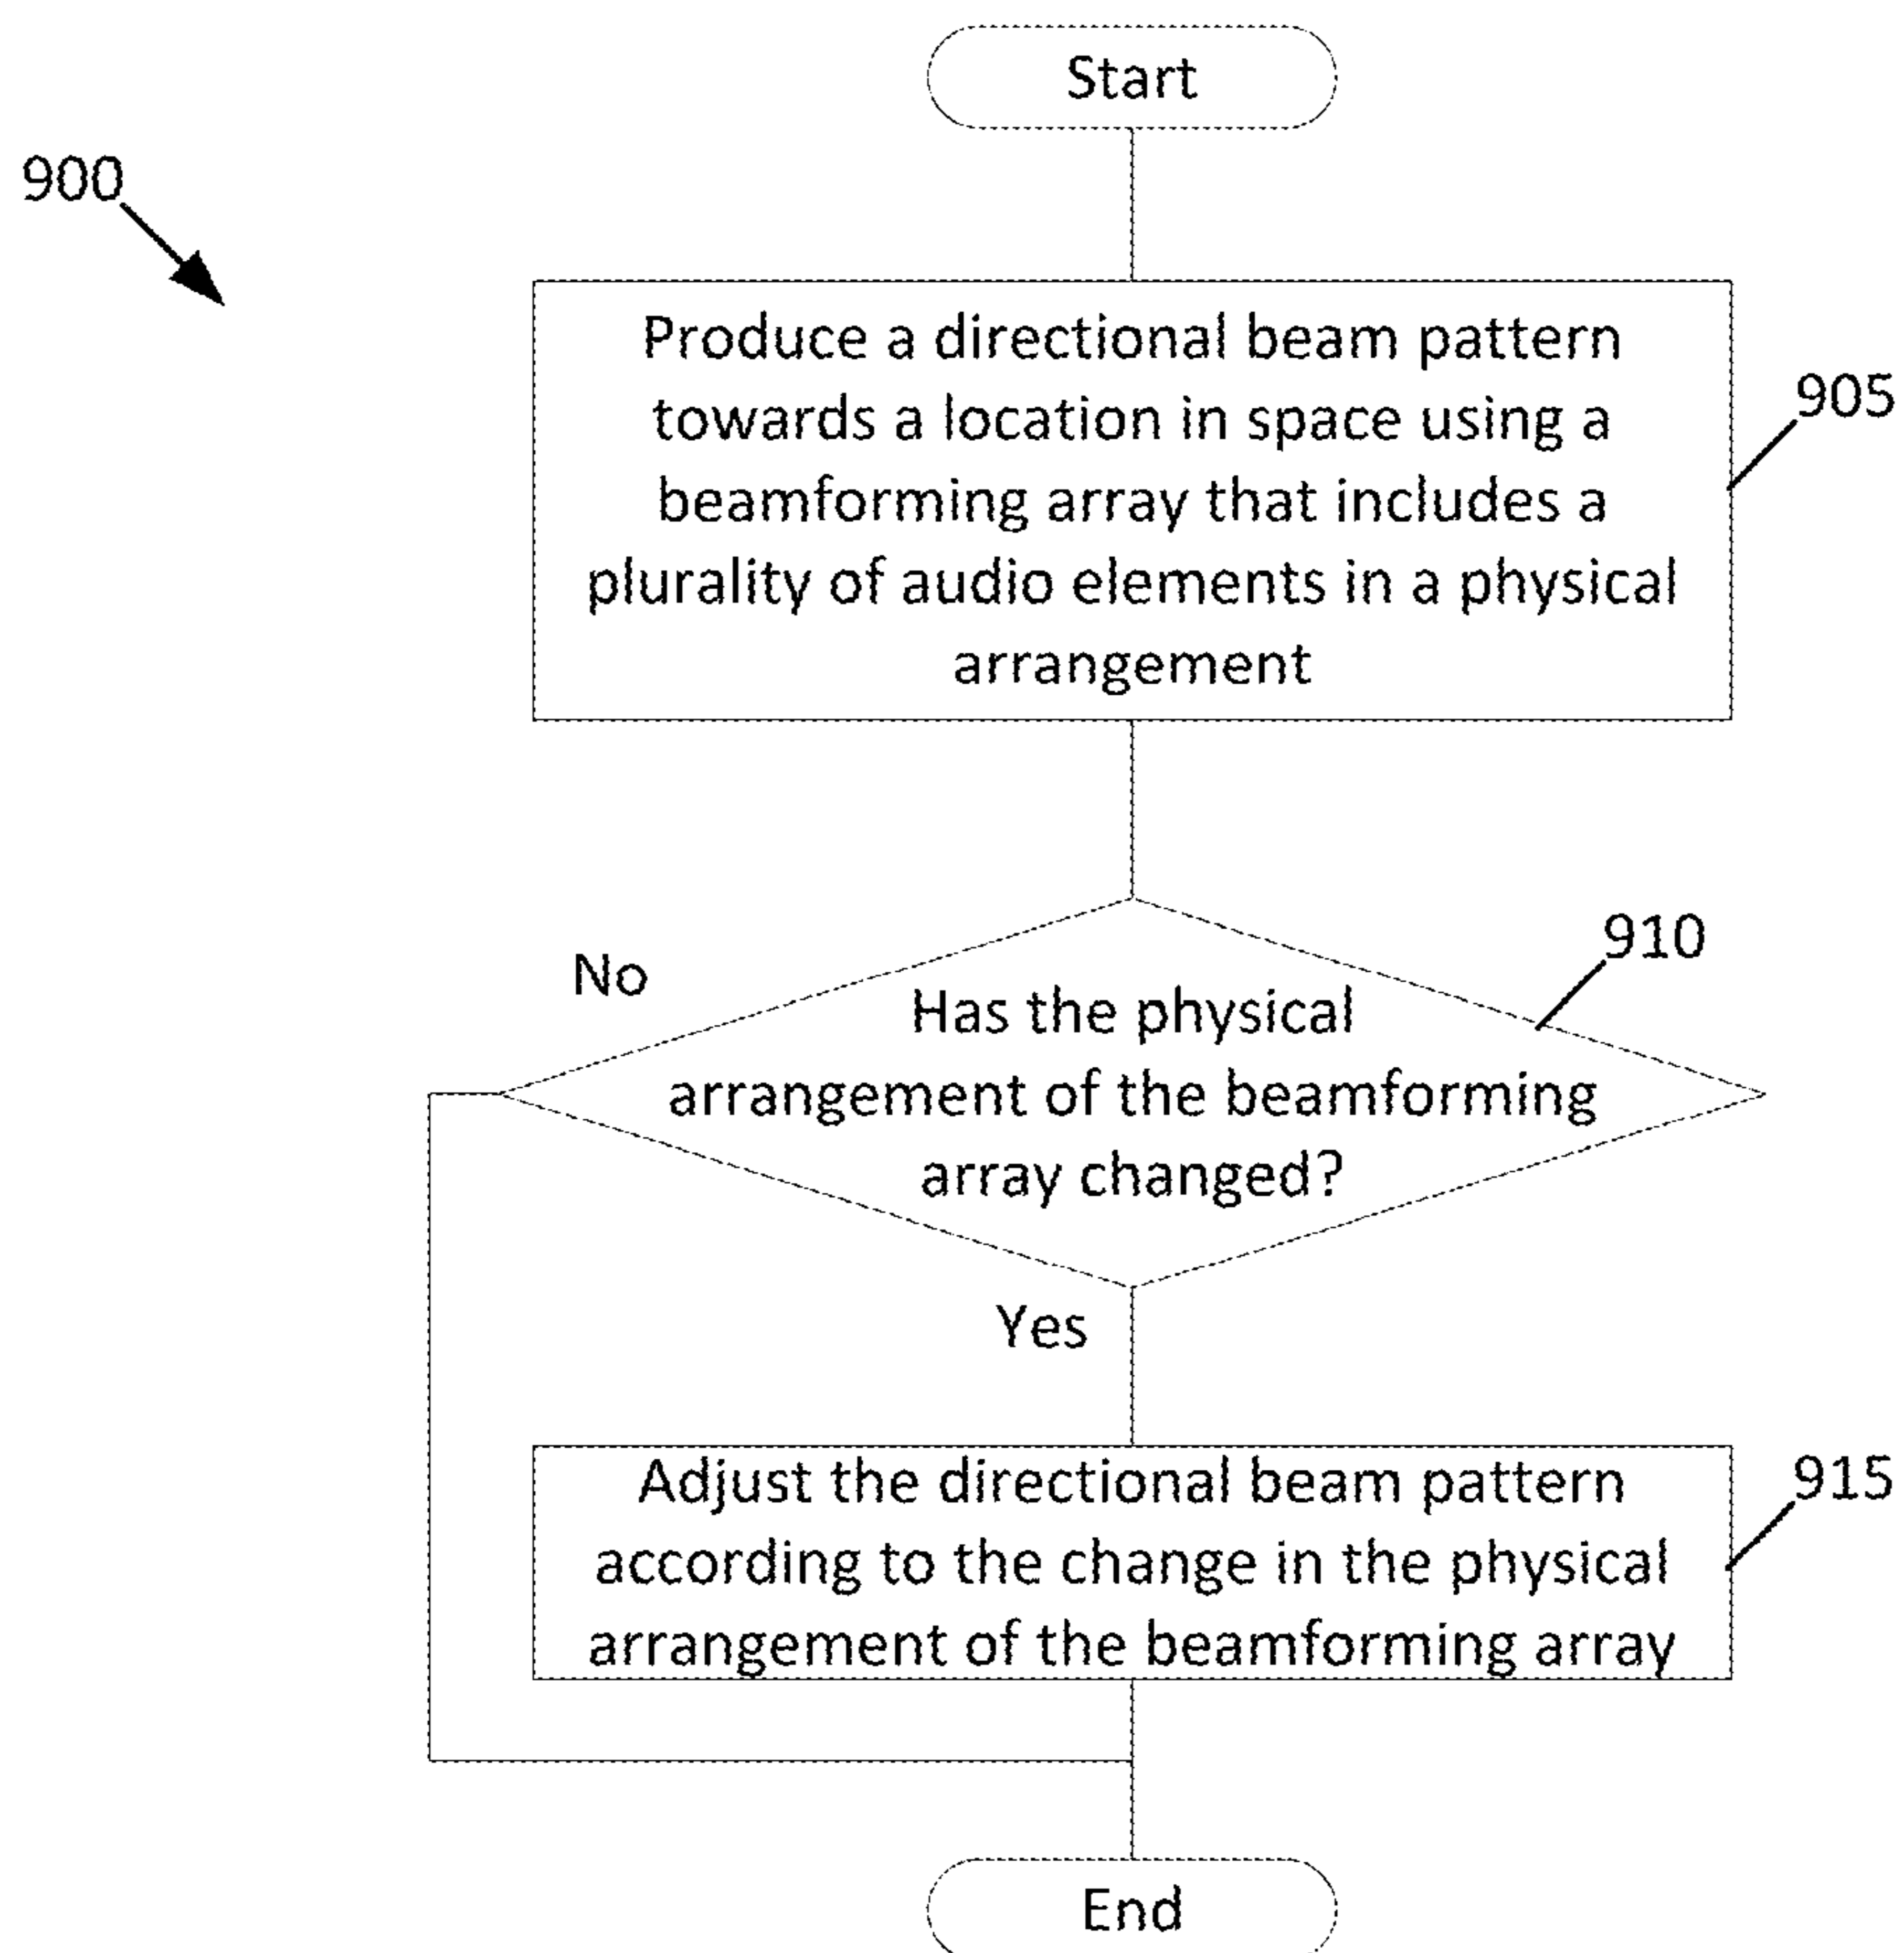 Start
900
Produce a directional beam pattern
towards a location in space using a
beamforming array that includes a
plurality of audio elements in a physical
arrangement
905
910
No
Has the physical
arrangement of the beamforming
array changed?
Yes
Adjust the directional beam pattern
according to the change in the physical
arrangement of the beamforming array
915
End